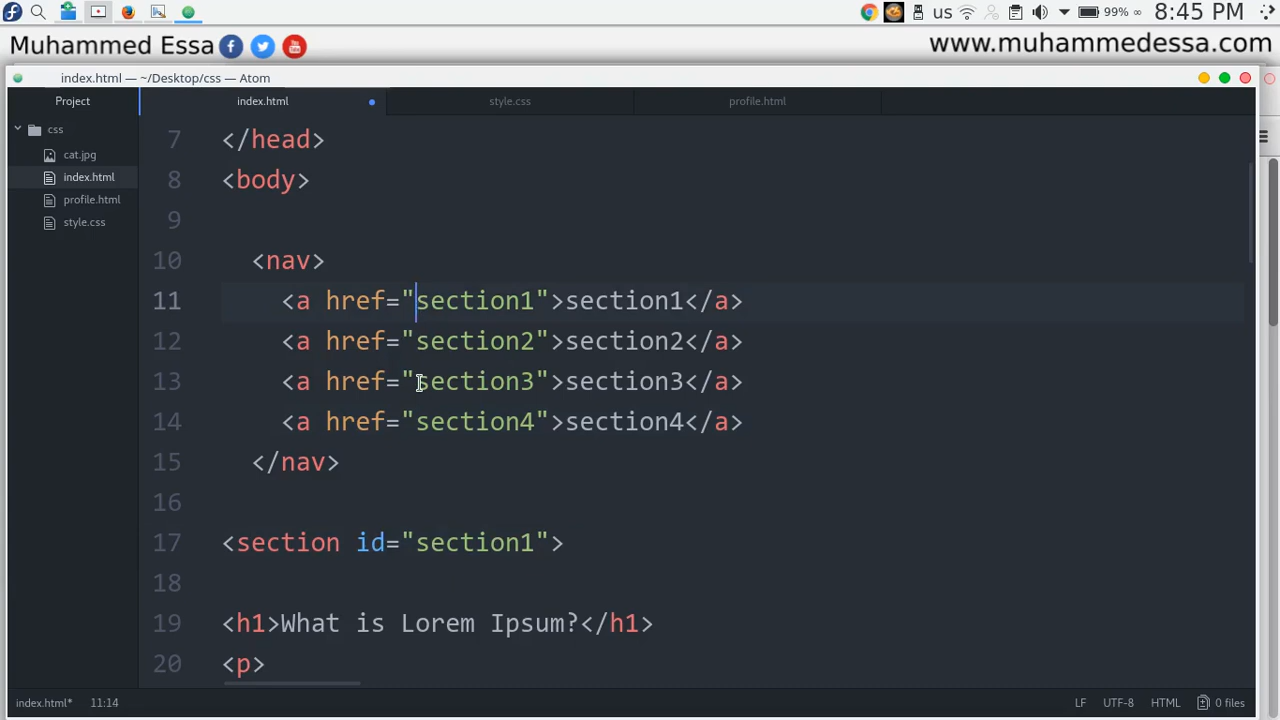 us 99% 8:45 PM
Muhammed Essa www.muhammedessa.com
index.html — ~/Desktop/css — Atom
Project index.html style.css profile.html
css
cat.jpg
index.html
profile.html
style.css
7 </head>
8 <body>
9
10 <nav>
11 <a href="section1">section1</a>
12 <a href="section2">section2</a>
13 <a href="section3">section3</a>
14 <a href="section4">section4</a>
15 </nav>
16
17 <section id="section1">
18
19 <h1>What is Lorem Ipsum?</h1>
20 <p>
index.html* 11:14 LF UTF-8 HTML 0 files